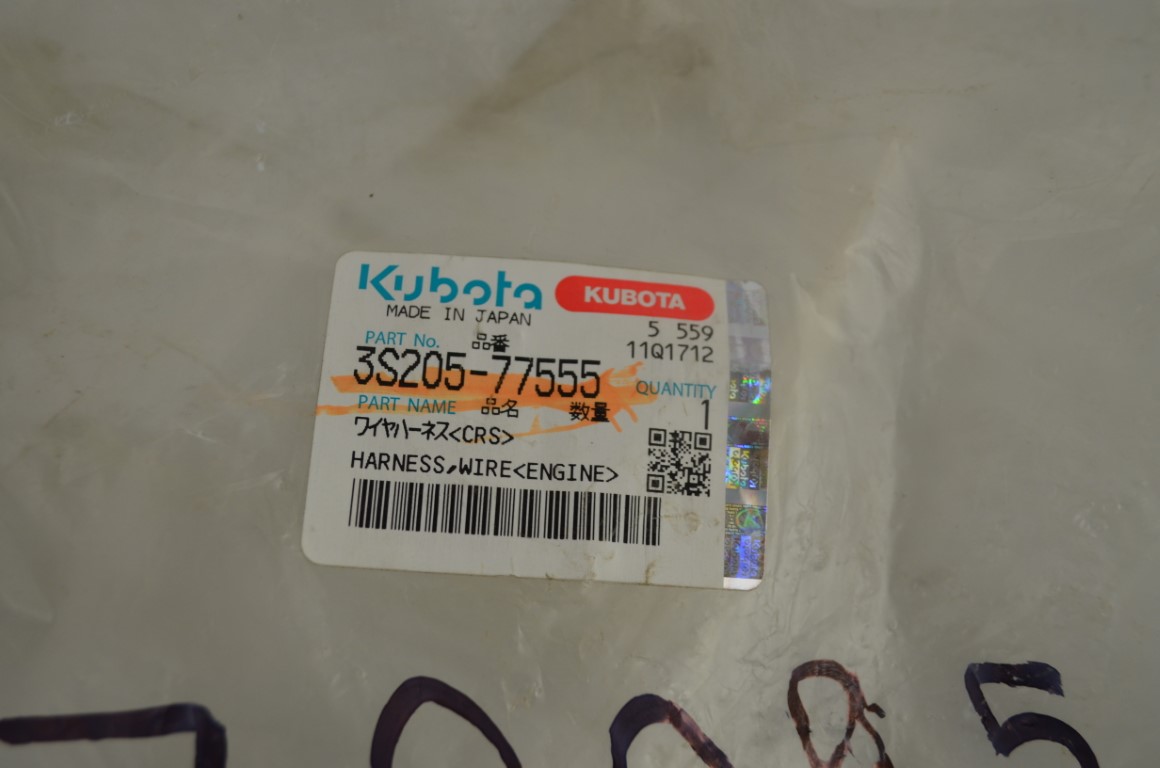 Kubota KUBOTA
MADE IN JAPAN
5 559
PART No. 品番
11Q1712
3S205-77555
QUANTITY
PART NAME 品名 数量 1
ワイヤハーネス<CRS>
HARNESS,WIRE<ENGINE>